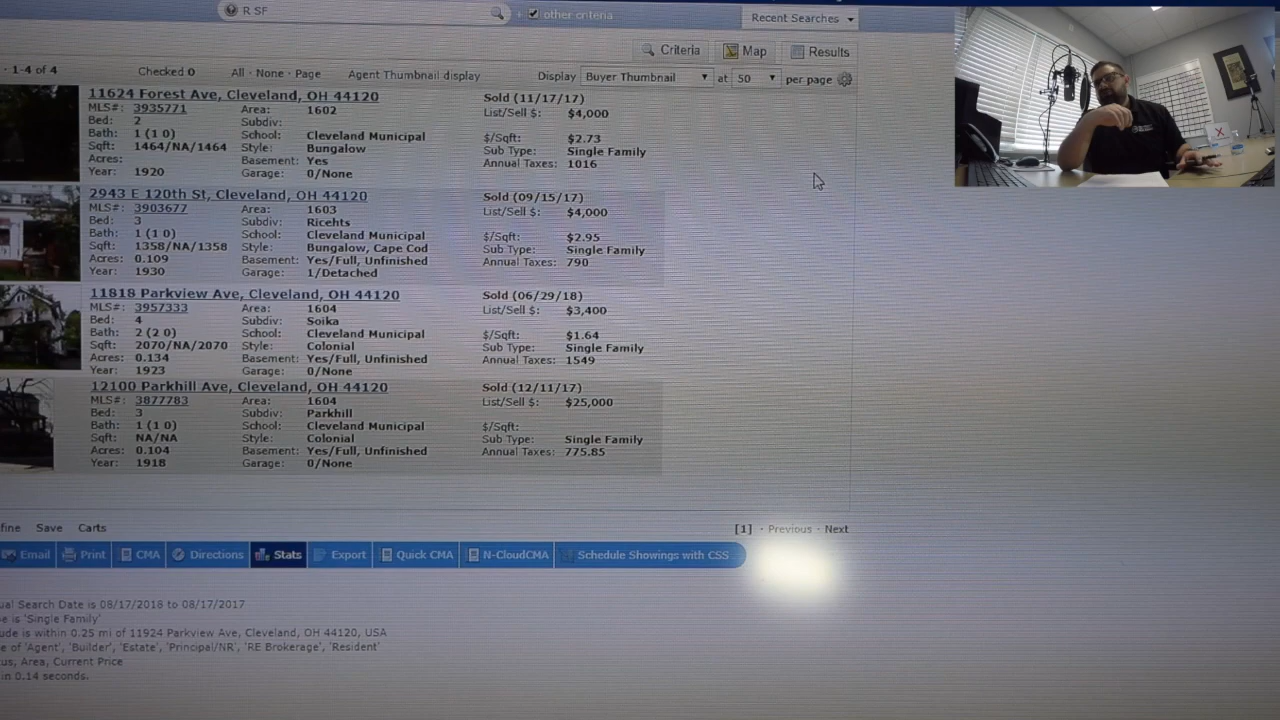 R SF
other criteria
Recent Searches
Criteria Map Results
· 1-4 of 4 Checked 0 All · None · Page Agent Thumbnail display Display Buyer Thumbnail at 50 per page
11624 Forest Ave, Cleveland, OH 44120 Sold (11/17/17)
MLS#: 3935771 Area: 1602 List/Sell $: $4,000
Bed: 2 Subdiv:
Bath: 1 (1 0) School: Cleveland Municipal $/Sqft: $2.73
Sqft: 1464/NA/1464 Style: Bungalow Sub Type: Single Family
Acres: Basement: Yes Annual Taxes: 1016
Year: 1920 Garage: 0/None
2943 E 120th St, Cleveland, OH 44120 Sold (09/15/17)
MLS#: 3903677 Area: 1603 List/Sell $: $4,000
Bed: 3 Subdiv: Ricehts
Bath: 1 (1 0) School: Cleveland Municipal $/Sqft: $2.95
Sqft: 1358/NA/1358 Style: Bungalow, Cape Cod Sub Type: Single Family
Acres: 0.109 Basement: Yes/Full, Unfinished Annual Taxes: 790
Year: 1930 Garage: 1/Detached
11818 Parkview Ave, Cleveland, OH 44120 Sold (06/29/18)
MLS#: 3957333 Area: 1604 List/Sell $: $3,400
Bed: 4 Subdiv: Soika
Bath: 2 (2 0) School: Cleveland Municipal $/Sqft: $1.64
Sqft: 2070/NA/2070 Style: Colonial Sub Type: Single Family
Acres: 0.134 Basement: Yes/Full, Unfinished Annual Taxes: 1549
Year: 1923 Garage: 0/None
12100 Parkhill Ave, Cleveland, OH 44120 Sold (12/11/17)
MLS#: 3877783 Area: 1604 List/Sell $: $25,000
Bed: 3 Subdiv: Parkhill
Bath: 1 (1 0) School: Cleveland Municipal $/Sqft:
Sqft: NA/NA Style: Colonial Sub Type: Single Family
Acres: 0.104 Basement: Yes/Full, Unfinished Annual Taxes: 775.85
Year: 1918 Garage: 0/None
fine Save Carts [1] · Previous · Next
Email Print CMA Directions Stats Export Quick CMA N-CloudCMA Schedule Showings with CSS
ual Search Date is 08/17/2018 to 08/17/2017
pe is 'Single Family'
ude is within 0.25 mi of 11924 Parkview Ave, Cleveland, OH 44120, USA
e of 'Agent', 'Builder', 'Estate', 'Principal/NR', 'RE Brokerage', 'Resident'
tus, Area, Current Price
in 0.14 seconds.